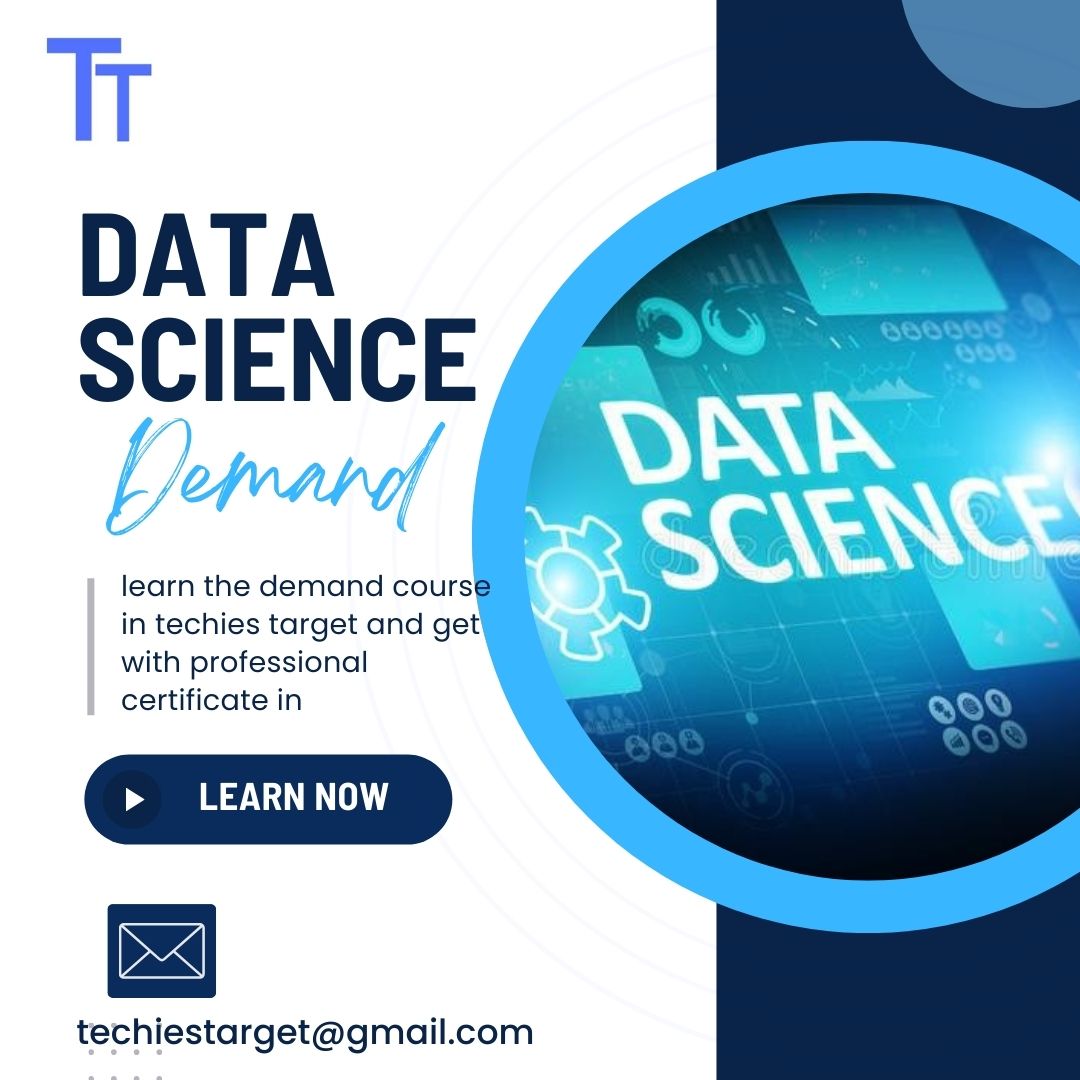 TT
DATA
SCIENCE
Demand
learn the demand course
in techies target and get
with professional
certificate in
LEARN NOW
techiestarget@gmail.com
DATA
SCIENCE